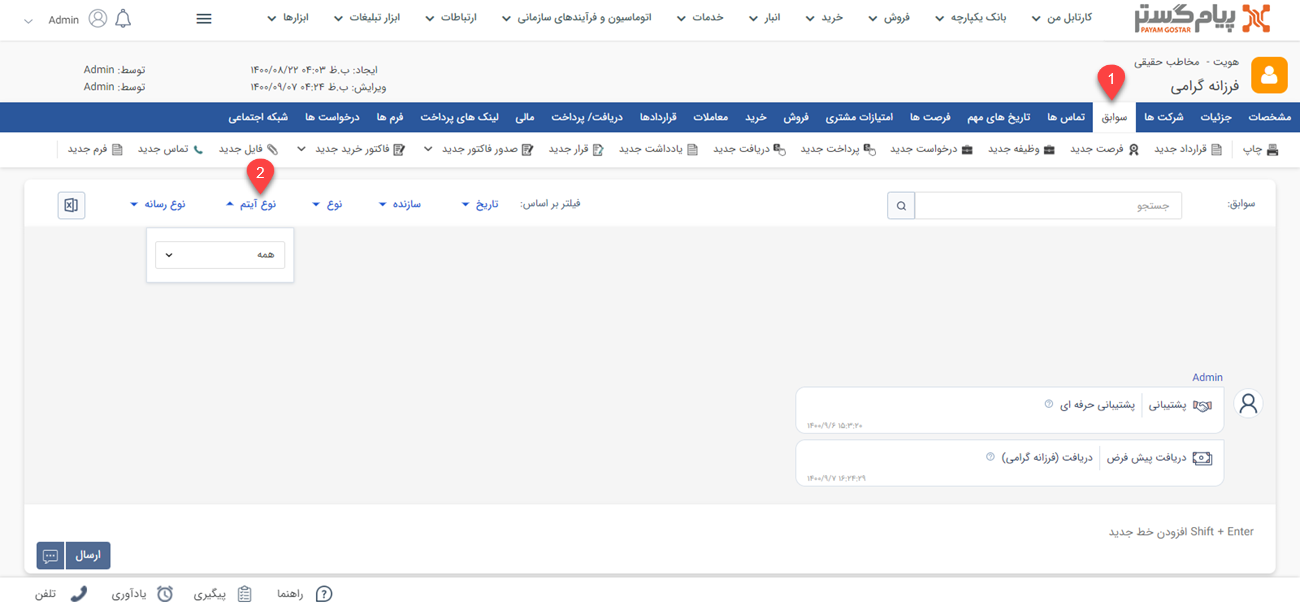 پیام گستر
PAYAM GOSTAR
کارتابل من
بانک یکپارچه
فروش
خرید
انبار
خدمات
ارتباطات
اتوماسیون و فرآیندهای سازمانی
ابزار تبلیغات
ابزارها
Admin
هویت - مخاطب حقیقی
فرزانه گرامی
ایجاد: ب.ظ ۰۴:۰۳ ۱۴۰۰/۰۸/۲۲
توسط: Admin
ویرایش: ب.ظ ۰۴:۲۴ ۱۴۰۰/۰۹/۰۷
توسط: Admin
1
مشخصات
جزئیات
شرکت ها
سوابق
تماس ها
تاریخ های مهم
فرصت ها
امتیازات مشتری
فروش
خرید
معاملات
قراردادها
دریافت/ پرداخت
مالی
لینک های پرداخت
فرم ها
درخواست ها
شبکه اجتماعی
چاپ
قرارداد جدید
فرصت جدید
وظیفه جدید
درخواست جدید
پرداخت جدید
دریافت جدید
یادداشت جدید
قرار جدید
صدور فاکتور جدید
فاکتور خرید جدید
فایل جدید
تماس جدید
فرم جدید
2
سوابق:
جستجو
فیلتر بر اساس:
تاریخ
سازنده
نوع
نوع آیتم
نوع رسانه
همه
Admin
پشتیبانی
پشتیبانی حرفه ای
۱۴۰۰/۹/۶ ۱۵:۳:۲۰
دریافت پیش فرض
دریافت (فرزانه گرامی)
۱۴۰۰/۹/۷ ۱۶:۲۴:۲۹
Shift + Enter افزودن خط جدید
ارسال
راهنما
پیگیری
یادآوری
تلفن